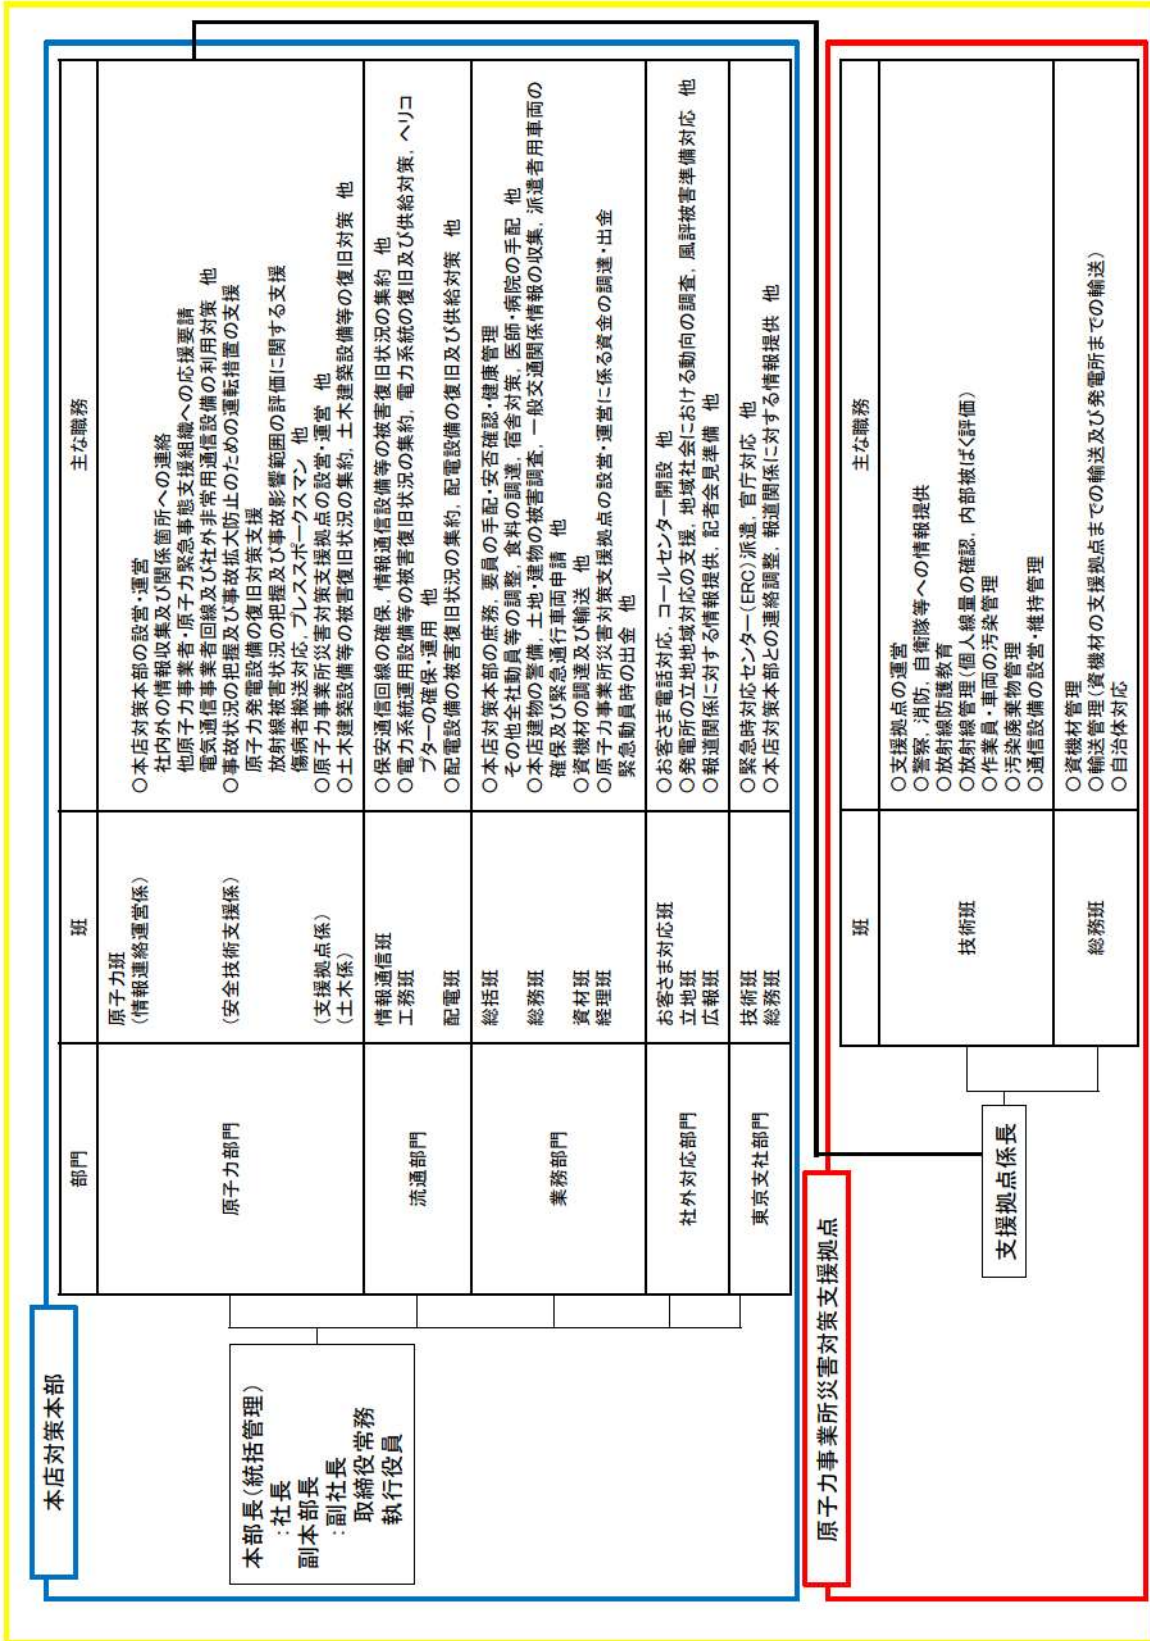 本店対策本部
本部長(統括管理)
:社長
副本部長
:副社長
取締役常務
執行役員
部門
班
主な職務
原子力部門
原子力班
(情報連絡運営係)
○本店対策本部の設営・運営
社内外の情報収集及び関係箇所への連絡
他原子力事業者・原子力緊急事態支援組織への応援要請
電気通信事業者回線及び社外非常用通信設備の利用対策 他
(安全技術支援係)
○事故状況の把握及び事故拡大防止のための運転措置の支援
原子力発電設備の復旧対策支援
放射線被害状況の把握及び事故影響範囲の評価に関する支援
傷病者搬送対応,プレススポークスマン 他
(支援拠点係)
○原子力事業所災害対策支援拠点の設営・運営 他
(土木係)
○土木建築設備等の被害復旧状況の集約,土木建築設備等の復旧対策 他
流通部門
情報通信班
○保安通信回線の確保,情報通信設備等の被害復旧状況の集約 他
工務班
○電力系統運用設備等の被害復旧状況の集約,電力系統の復旧及び供給対策,ヘリコ
プターの確保・運用 他
配電班
○配電設備の被害復旧状況の集約,配電設備の復旧及び供給対策 他
業務部門
総括班
○本店対策本部の庶務,要員の手配・安否確認・健康管理
その他全社動員等の調整,食料の調達,宿舎対策,医師・病院の手配 他
総務班
○本店建物の警備,土地・建物の被害調査,一般交通関係情報の収集,派遣者用車両の
確保及び緊急通行車両申請 他
資材班
○資機材の調達及び輸送 他
経理班
○原子力事業所災害対策支援拠点の設営・運営に係る資金の調達・出金
緊急動員時の出金 他
社外対応部門
お客さま対応班
○お客さま電話対応,コールセンター開設 他
立地班
○発電所の立地地域対応の支援,地域社会における動向の調査,風評被害準備対応 他
広報班
○報道関係に対する情報提供,記者会見準備 他
東京支社部門
技術班
○緊急時対応センター(ERC)派遣,官庁対応 他
総務班
○本店対策本部との連絡調整,報道関係に対する情報提供 他
原子力事業所災害対策支援拠点
支援拠点係長
班
主な職務
技術班
○支援拠点の運営
○警察,消防,自衛隊等への情報提供
○放射線防護教育
○放射線管理(個人線量の確認,内部被ばく評価)
○作業員・車両の汚染管理
○汚染廃棄物管理
○通信設備の設営・維持管理
総務班
○資機材管理
○輸送管理(資機材の支援拠点までの輸送及び発電所までの輸送)
○自治体対応